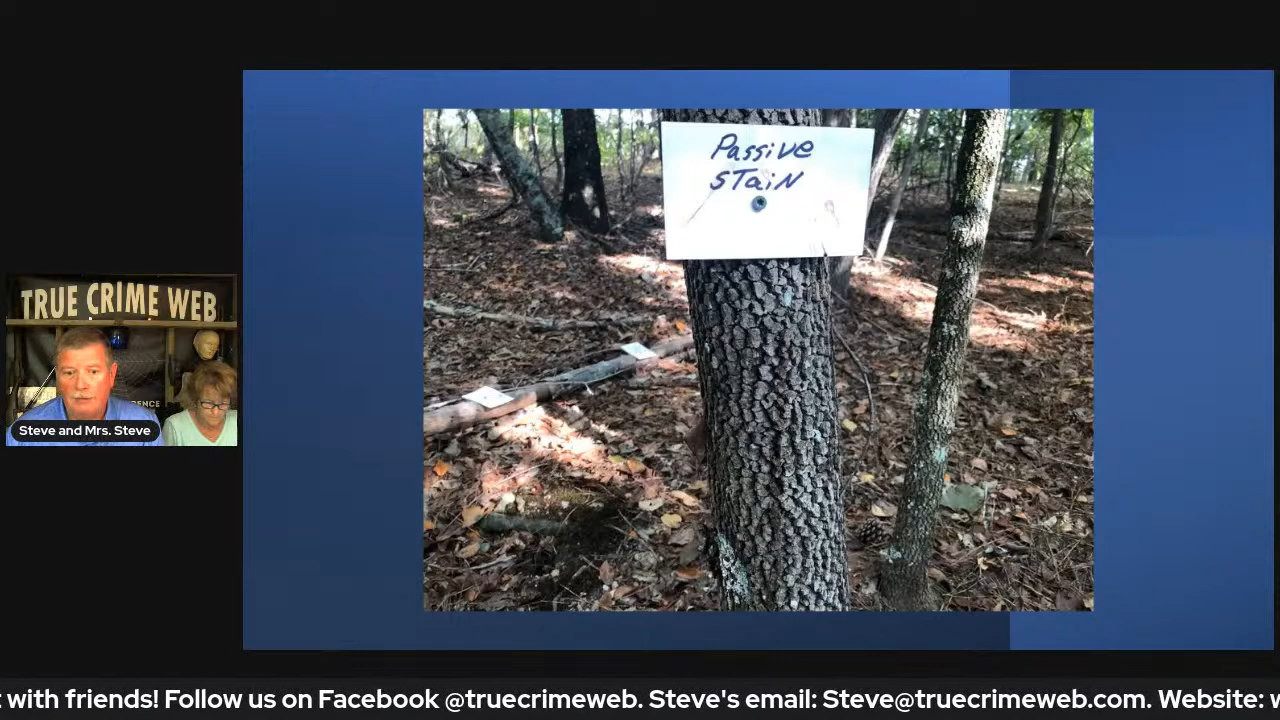 Passive
STaiN
TRUE CRIME WEB
Steve and Mrs. Steve
with friends! Follow us on Facebook @truecrimeweb. Steve's email: Steve@truecrimeweb.com. Website: